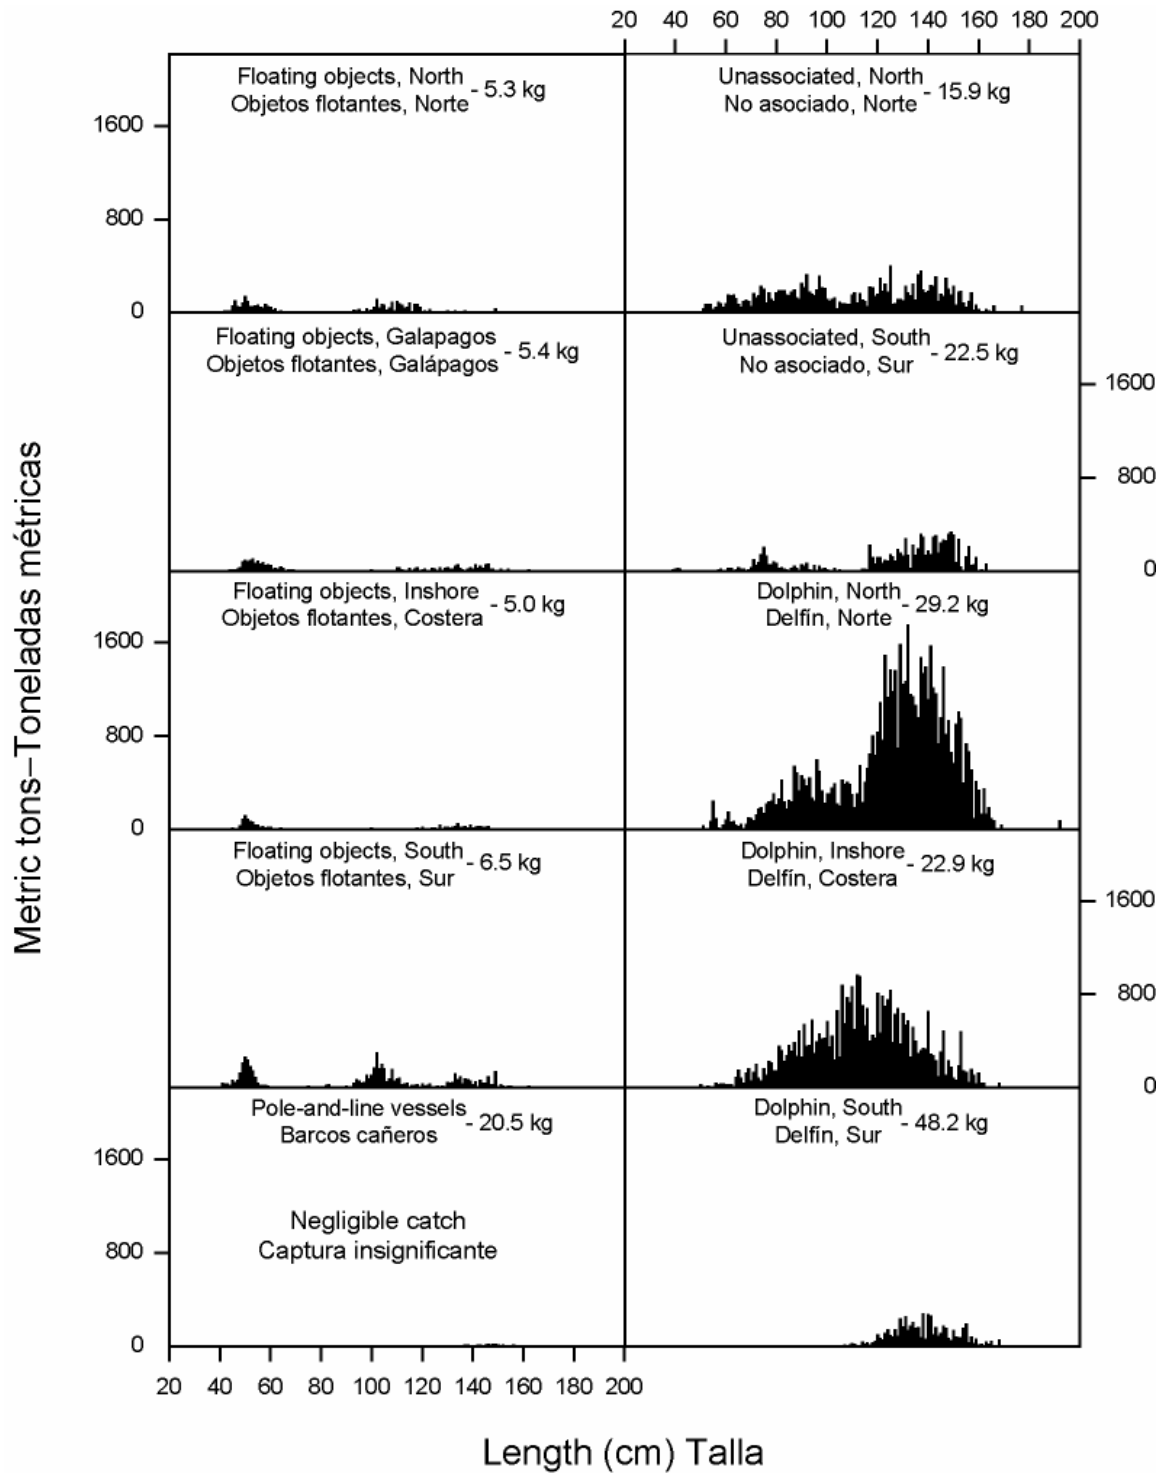 20 40 60 80 100 120 140 160 180 200
Floating objects, North
Objetos flotantes, Norte
- 5.3 kg
Unassociated, North
No asociado, Norte
- 15.9 kg
1600
800
0
Floating objects, Galapagos
Objetos flotantes, Galápagos
- 5.4 kg
Unassociated, South
No asociado, Sur
- 22.5 kg
1600
800
0
Floating objects, Inshore
Objetos flotantes, Costera
- 5.0 kg
Dolphin, North
Delfín, Norte
- 29.2 kg
1600
800
0
Floating objects, South
Objetos flotantes, Sur
- 6.5 kg
Dolphin, Inshore
Delfín, Costera
- 22.9 kg
1600
800
0
Pole-and-line vessels
Barcos cañeros
- 20.5 kg
Dolphin, South
Delfín, Sur
- 48.2 kg
1600
Negligible catch
Captura insignificante
800
0
20 40 60 80 100 120 140 160 180 200
Metric tons–Toneladas métricas
Length (cm) Talla